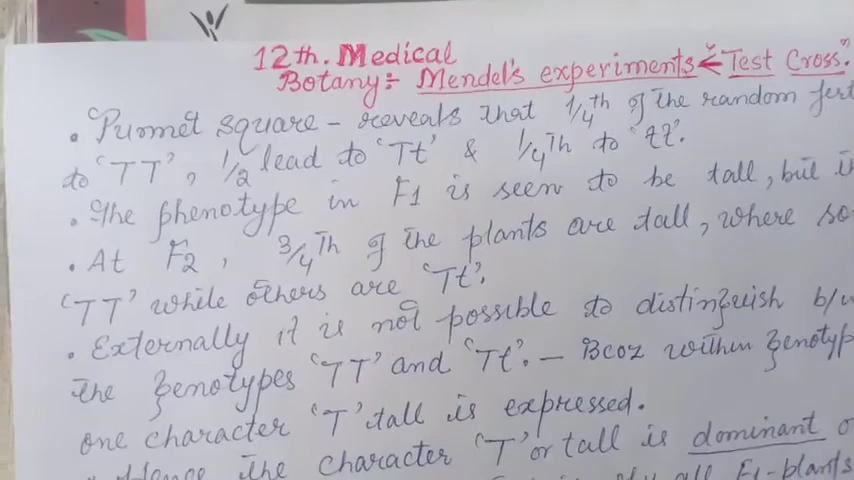 12th. Medical
Botany:- Mendel's experiments < "Test Cross."
• Punnet square - reveals that 1/4th of the random fert
to 'TT', 1/2 lead to 'Tt' & 1/4th to 'tt'.
• The phenotype in F1 is seen to be tall, but i
• At F2, 3/4th of the plants are tall, where so
'TT' while others are 'Tt'.
• Externally it is not possible to distinguish b/w
the genotypes 'TT' and 'Tt'. - Bcoz within genotyp
one character 'T' tall is expressed.
Hence the character 'T' or tall is dominant o
all F1-plants